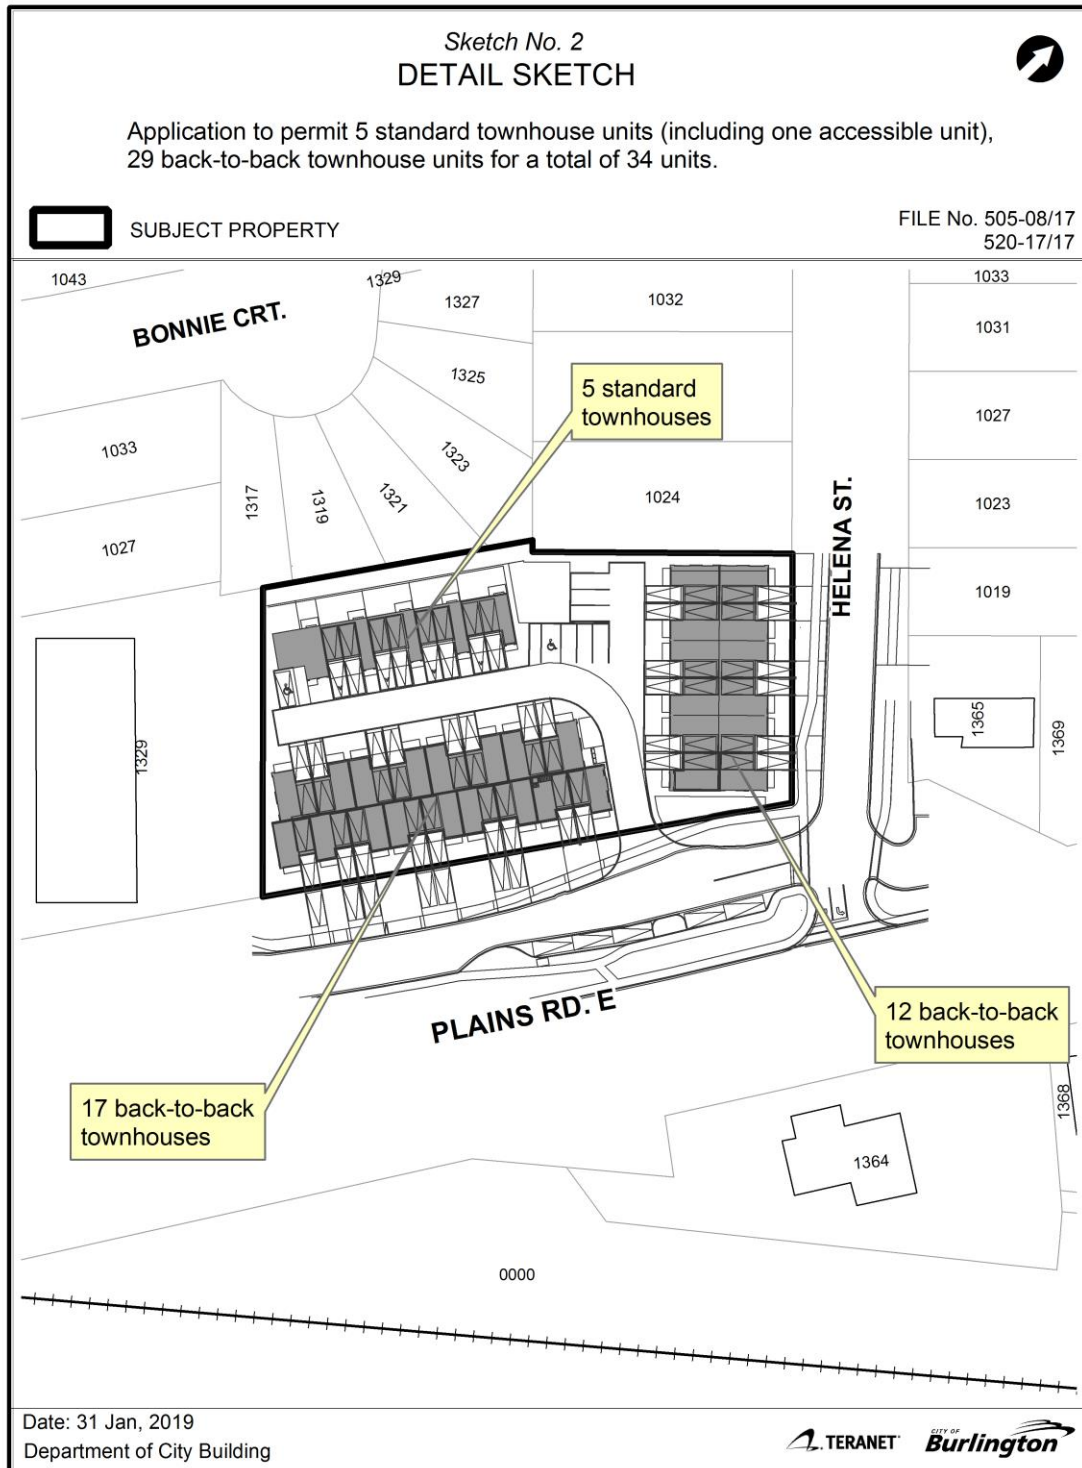 Sketch No. 2
DETAIL SKETCH
Application to permit 5 standard townhouse units (including one accessible unit),
29 back-to-back townhouse units for a total of 34 units.
SUBJECT PROPERTY
FILE No. 505-08/17
520-17/17
1043
1329
1327
1032
1033
BONNIE CRT.
1031
1325
5 standard
townhouses
1027
1033
1323
1317
1319
1321
1024
1023
1027
HELENA ST.
1019
1329
1365
1369
PLAINS RD. E
12 back-to-back
townhouses
17 back-to-back
townhouses
1368
1364
0000
Date: 31 Jan, 2019
Department of City Building
TERANET
CITY OF
Burlington